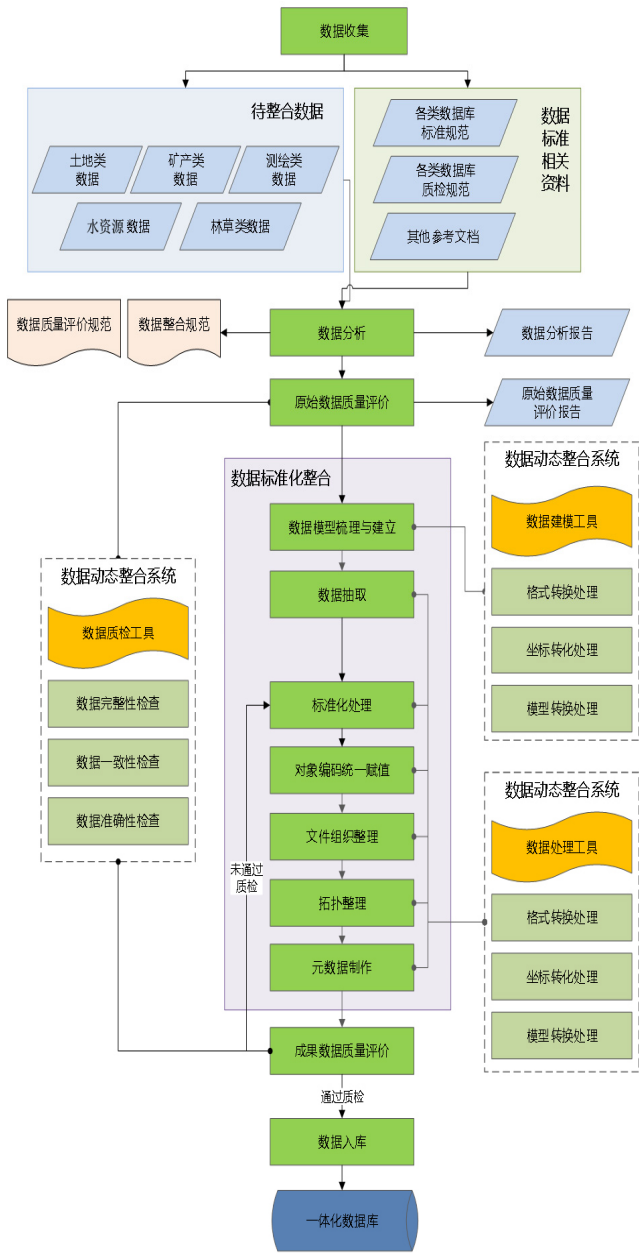 数据收集
待整合数据
土地类
数据
矿产类
数据
测绘类
数据
水资源数据
林草类数据
数据
标准
相关
资料
各类数据库
标准规范
各类数据库
质检规范
其他参考文档
数据质量评价规范
数据整合规范
数据分析
数据分析报告
原始数据质量评价
原始数据质量
评价报告
数据标准化整合
数据模型梳理与建立
数据抽取
标准化处理
对象编码统一赋值
文件组织整理
拓扑整理
元数据制作
未通过
质检
数据动态整合系统
数据质检工具
数据完整性检查
数据一致性检查
数据准确性检查
数据动态整合系统
数据建模工具
格式转换处理
坐标转化处理
模型转换处理
数据动态整合系统
数据处理工具
格式转换处理
坐标转化处理
模型转换处理
成果数据质量评价
通过质检
数据入库
一体化数据库